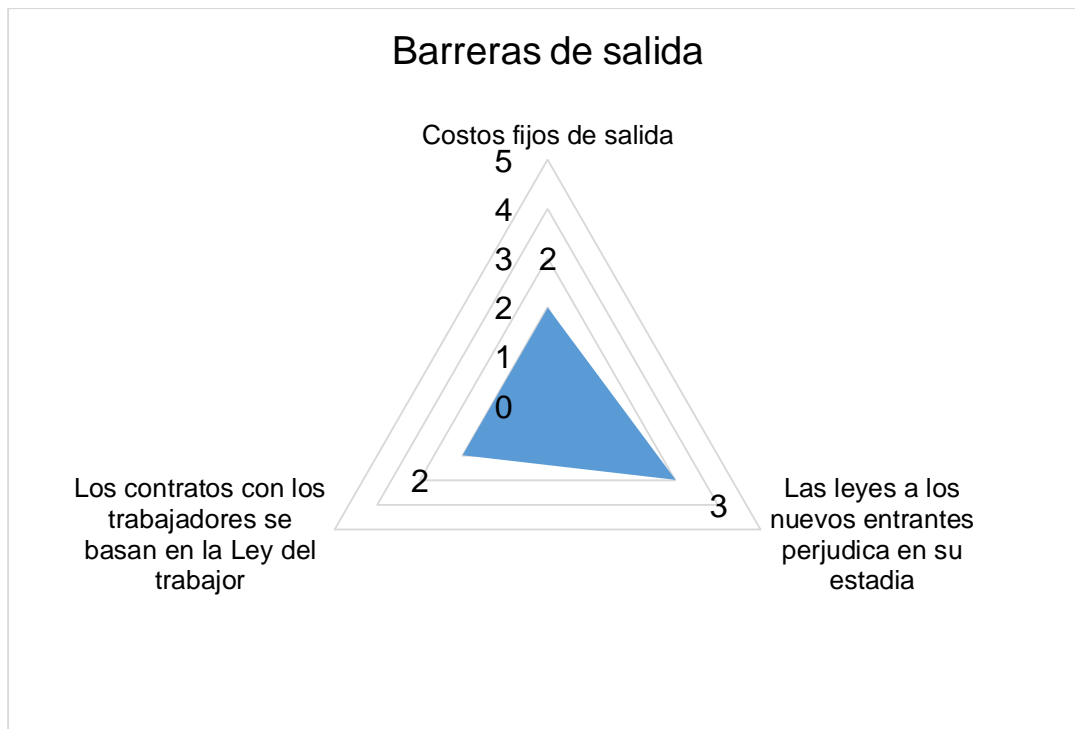 Barreras de salida
Costos fijos de salida
5
4
3
2
2
1
0
2
3
Los contratos con los
trabajadores se
basan en la Ley del
trabajor
Las leyes a los
nuevos entrantes
perjudica en su
estadia